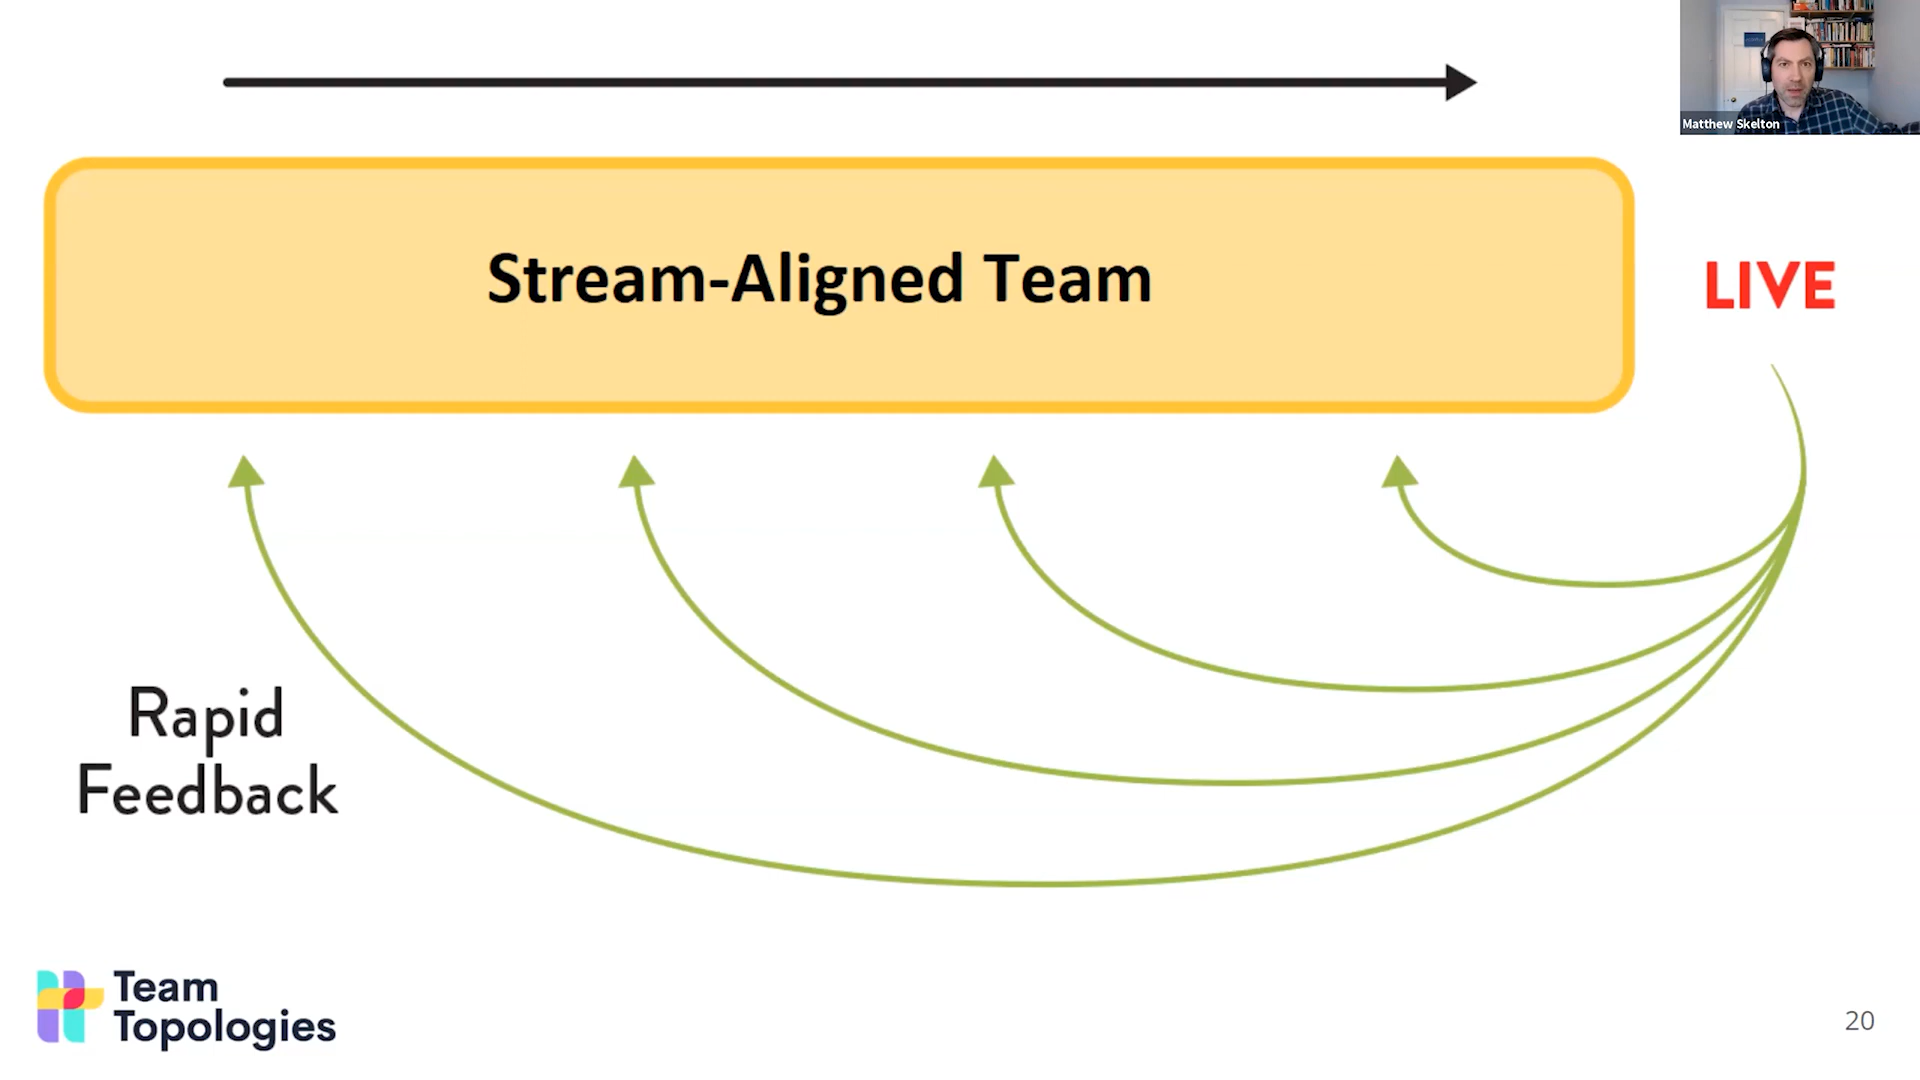 Matthew Skelton
Stream-Aligned Team
LIVE
Rapid
Feedback
Team
Topologies
20